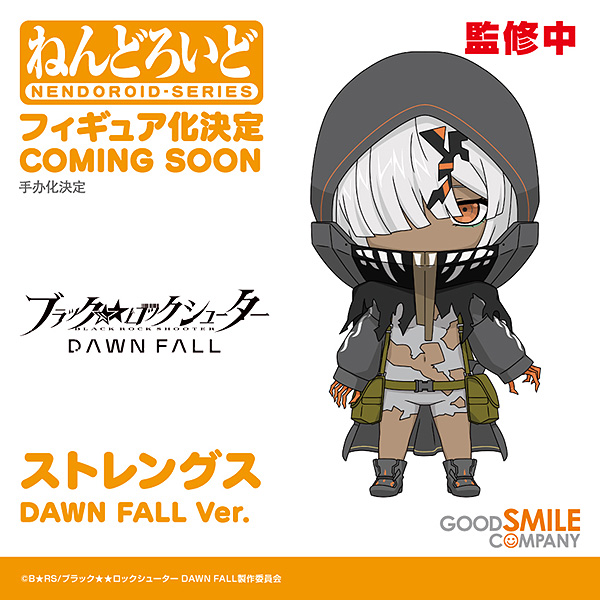 ねんどろいど
NENDOROID-SERIES
フィギュア化決定
COMING SOON
手办化決定
監修中
ブラック★★ロックシューター
BLACK ROCK SHOOTER
DAWN FALL
ストレングス
DAWN FALL Ver.
GOOD SMILE
COMPANY
©B★RS/ブラック★★ロックシューター DAWN FALL製作委員会